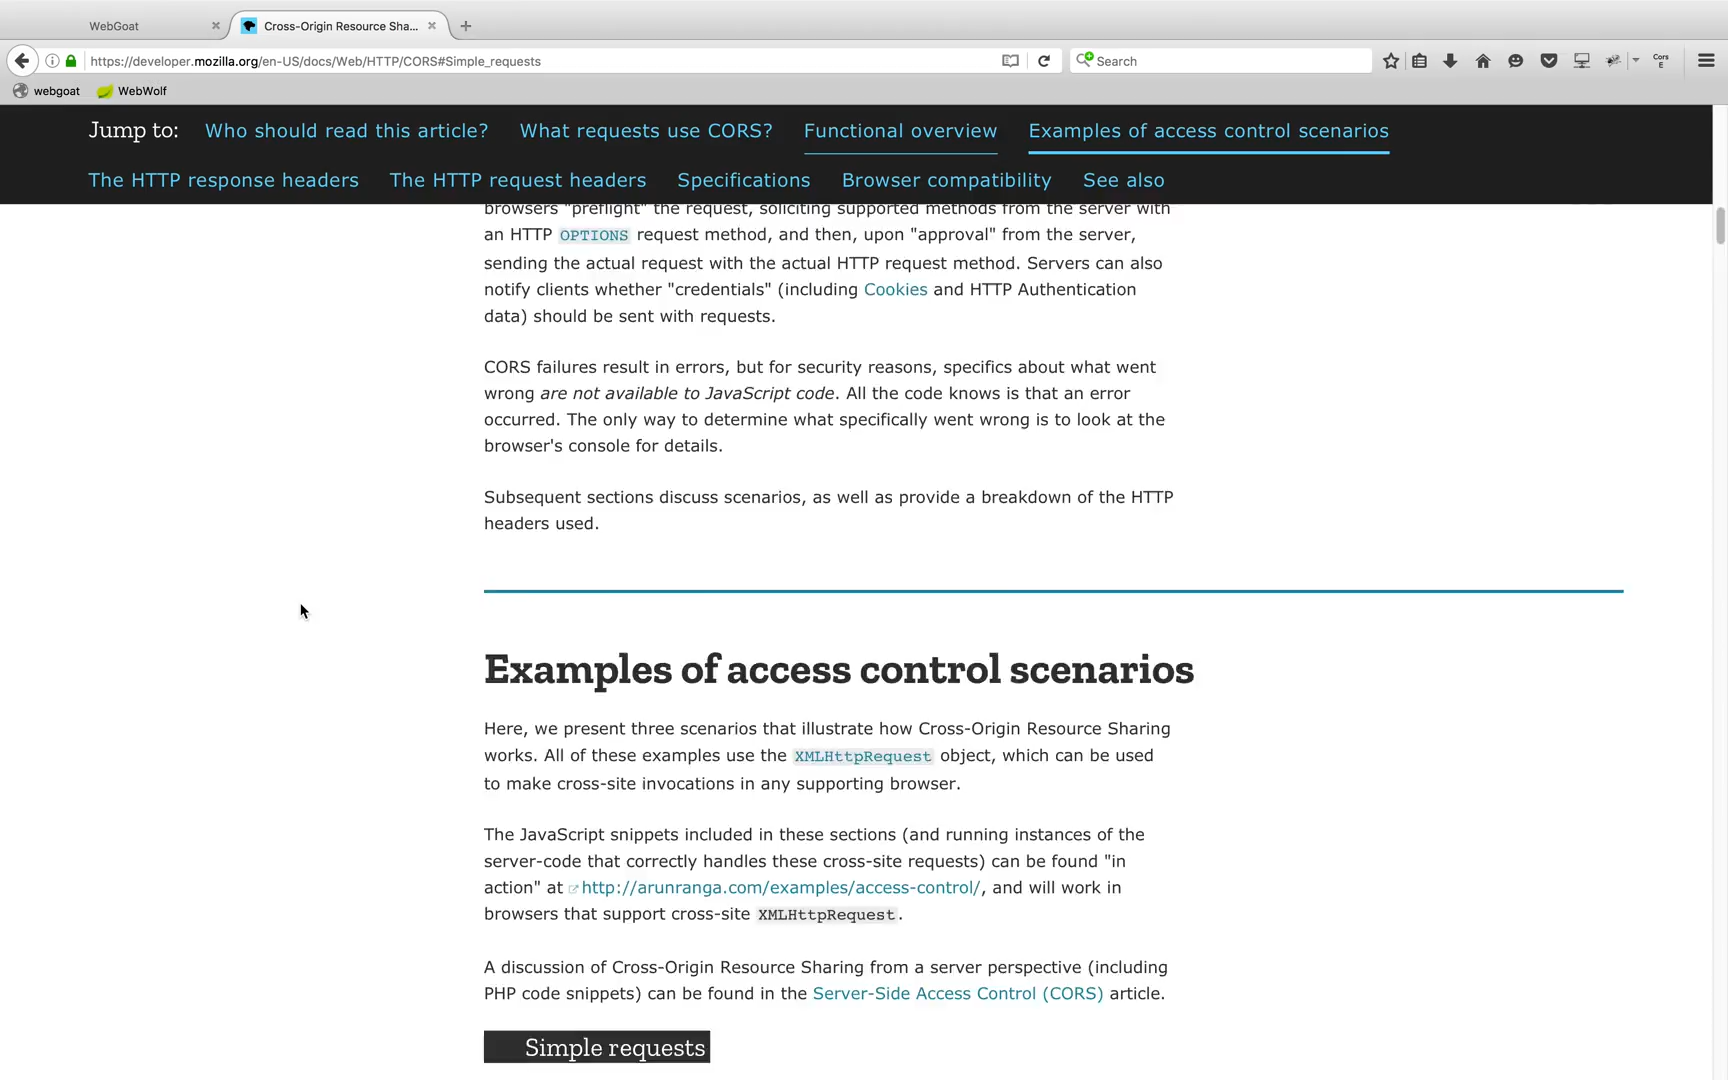 WebGoat
Cross-Origin Resource Sha...
https://developer.mozilla.org/en-US/docs/Web/HTTP/CORS#Simple_requests
Search
Cors
E
webgoat
WebWolf
Jump to: Who should read this article? What requests use CORS? Functional overview Examples of access control scenarios
The HTTP response headers The HTTP request headers Specifications Browser compatibility See also
browsers "preflight" the request, soliciting supported methods from the server with
an HTTP OPTIONS request method, and then, upon "approval" from the server,
sending the actual request with the actual HTTP request method. Servers can also
notify clients whether "credentials" (including Cookies and HTTP Authentication
data) should be sent with requests.
CORS failures result in errors, but for security reasons, specifics about what went
wrong are not available to JavaScript code. All the code knows is that an error
occurred. The only way to determine what specifically went wrong is to look at the
browser's console for details.
Subsequent sections discuss scenarios, as well as provide a breakdown of the HTTP
headers used.
Examples of access control scenarios
Here, we present three scenarios that illustrate how Cross-Origin Resource Sharing
works. All of these examples use the XMLHttpRequest object, which can be used
to make cross-site invocations in any supporting browser.
The JavaScript snippets included in these sections (and running instances of the
server-code that correctly handles these cross-site requests) can be found "in
action" at http://arunranga.com/examples/access-control/, and will work in
browsers that support cross-site XMLHttpRequest.
A discussion of Cross-Origin Resource Sharing from a server perspective (including
PHP code snippets) can be found in the Server-Side Access Control (CORS) article.
Simple requests